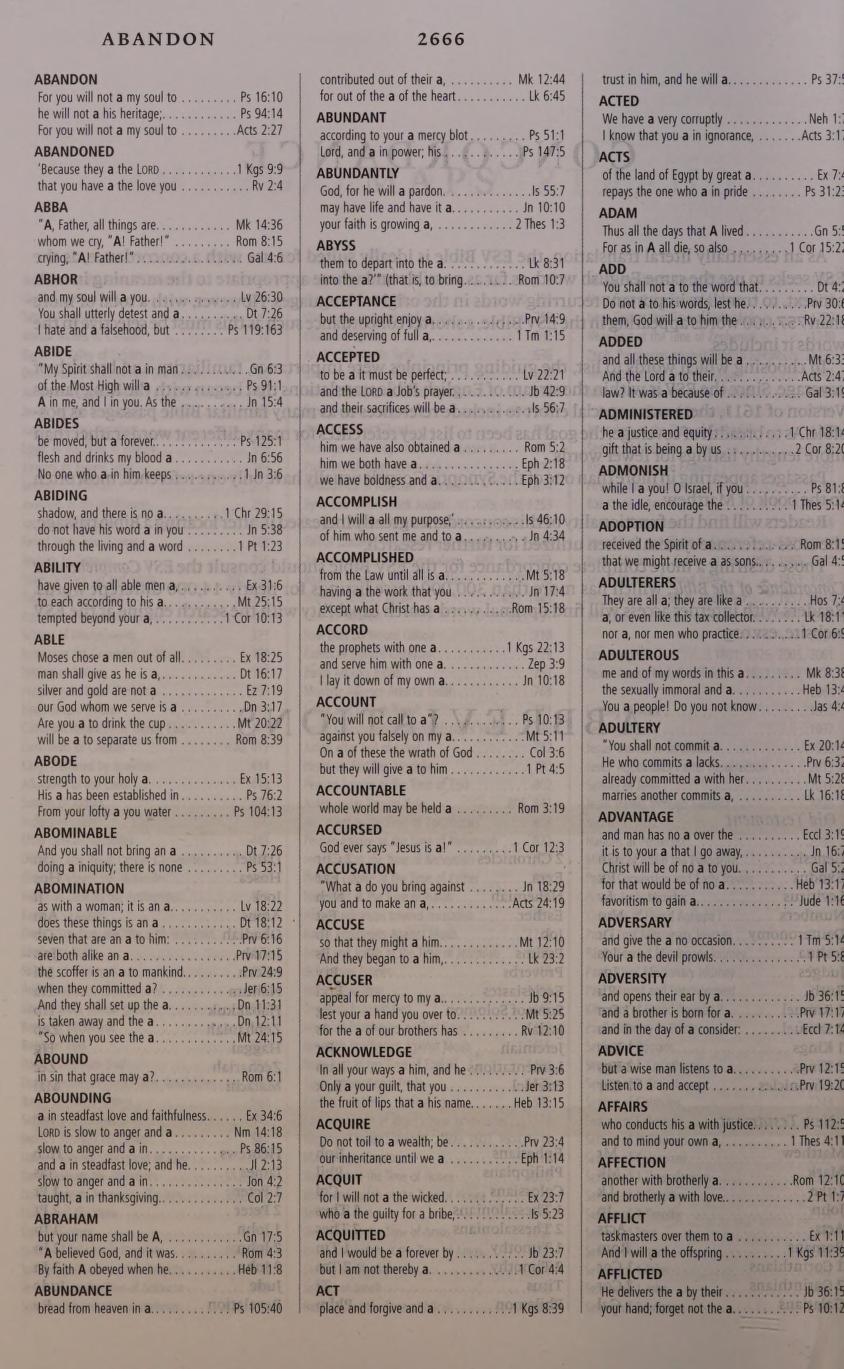 ABANDON
2666
ABANDON
For you will not a my soul to ......... Ps 16:10
he will not a his heritage;............ Ps 94:14
For you will not a my soul to .........Acts 2:27
ABANDONED
‘Because they a the LORD ............1 Kgs 9:9
that you have a the love you ........... Rv 2:4
ABBA
“A, Father, all things are............ Mk 14:36
whom we cry, “A! Father!” ......... Rom 8:15
crying, “A! Father!” ................. Gal 4:6
ABHOR
and my soul will a you. .............. Lv 26:30
You shall utterly detest and a.......... Dt 7:26
I hate and a falsehood, but ........ Ps 119:163
ABIDE
“My Spirit shall not a in man...........Gn 6:3
of the Most High will a .............. Ps 91:1
A in me, and I in you. As the ........... Jn 15:4
ABIDES
be moved, but a forever.............. Ps 125:1
flesh and drinks my blood a........... Jn 6:56
No one who a in him keeps............1 Jn 3:6
ABIDING
shadow, and there is no a..........1 Chr 29:15
do not have his word a in you ......... Jn 5:38
through the living and a word ........1 Pt 1:23
ABILITY
have given to all able men a,........... Ex 31:6
to each according to his a............Mt 25:15
tempted beyond your a, ...........1 Cor 10:13
ABLE
Moses chose a men out of all......... Ex 18:25
man shall give as he is a,............ Dt 16:17
silver and gold are not a ............. Ez 7:19
our God whom we serve is a ..........Dn 3:17
Are you a to drink the cup...........Mt 20:22
will be a to separate us from ........ Rom 8:39
ABODE
strength to your holy a.............. Ex 15:13
His a has been established in.......... Ps 76:2
From your lofty a you water ......... Ps 104:13
ABOMINABLE
And you shall not bring an a ........... Dt 7:26
doing a iniquity; there is none ......... Ps 53:1
ABOMINATION
as with a woman; it is an a........... Lv 18:22
does these things is an a............. Dt 18:12
seven that are an a to him: ...........Prv 6:16
are both alike an a.................Prv 17:15
the scoffer is an a to mankind.........Prv 24:9
when they committed a? .............Jer 6:15
And they shall set up the a..........Dn 11:31
is taken away and the a............Dn 12:11
“So when you see the a.............Mt 24:15
ABOUND
in sin that grace may a?............. Rom 6:1
ABOUNDING
a in steadfast love and faithfulness...... Ex 34:6
LORD is slow to anger and a......... Nm 14:18
slow to anger and a in.............. Ps 86:15
and a in steadfast love; and he..........Jl 2:13
slow to anger and a in.............. Jon 4:2
taught, a in thanksgiving............. Col 2:7
ABRAHAM
but your name shall be A, ............Gn 17:5
“A believed God, and it was.......... Rom 4:3
By faith A obeyed when he...........Heb 11:8
ABUNDANCE
bread from heaven in a............ Ps 105:40
contributed out of their a, .......... Mk 12:44
for out of the a of the heart........... Lk 6:45
ABUNDANT
according to your a mercy blot......... Ps 51:1
Lord, and a in power; his............. Ps 147:5
ABUNDANTLY
God, for he will a pardon. .............Is 55:7
may have life and have it a........... Jn 10:10
your faith is growing a, ............ 2 Thes 1:3
ABYSS
them to depart into the a............. Lk 8:31
into the a?’” (that is, to bring........ Rom 10:7
ACCEPTANCE
but the upright enjoy a...............Prv 14:9
and deserving of full a,.............. 1 Tm 1:15
ACCEPTED
to be a it must be perfect; ........... Lv 22:21
and the LORD a Job’s prayer........... Jb 42:9
and their sacrifices will be a............Is 56:7
ACCESS
him we have also obtained a ......... Rom 5:2
him we both have a............... Eph 2:18
we have boldness and a............. Eph 3:12
ACCOMPLISH
and I will a all my purpose,’ ...........Is 46:10
of him who sent me and to a.......... Jn 4:34
ACCOMPLISHED
from the Law until all is a............Mt 5:18
having a the work that you ........... Jn 17:4
except what Christ has a ...........Rom 15:18
ACCORD
the prophets with one a...........1 Kgs 22:13
and serve him with one a............. Zep 3:9
I lay it down of my own a............ Jn 10:18
ACCOUNT
“You will not call to a”? ............. Ps 10:13
against you falsely on my a...........Mt 5:11
On a of these the wrath of God ........ Col 3:6
but they will give a to him............1 Pt 4:5
ACCOUNTABLE
whole world may be held a ......... Rom 3:19
ACCURSED
God ever says “Jesus is a!” .........1 Cor 12:3
ACCUSATION
“What a do you bring against ........ Jn 18:29
you and to make an a,............Acts 24:19
ACCUSE
so that they might a him............Mt 12:10
And they began to a him,............. Lk 23:2
ACCUSER
appeal for mercy to my a............. Jb 9:15
lest your a hand you over to...........Mt 5:25
for the a of our brothers has ......... Rv 12:10
ACKNOWLEDGE
In all your ways a him, and he ......... Prv 3:6
Only a your guilt, that you ...........Jer 3:13
the fruit of lips that a his name....... Heb 13:15
ACQUIRE
Do not toil to a wealth; be...........Prv 23:4
our inheritance until we a .......... Eph 1:14
ACQUIT
for I will not a the wicked. ........... Ex 23:7
who a the guilty for a bribe,............Is 5:23
ACQUITTED
and I would be a forever by ........... Jb 23:7
but I am not thereby a. ............1 Cor 4:4
ACT
place and forgive and a ............1 Kgs 8:39
trust in him, and he will a............. Ps 37:
ACTED
We have a very corruptly ............ Neh 1:
I know that you a in ignorance, .......Acts 3:1
ACTS
of the land of Egypt by great a.......... Ex 7:
repays the one who a in pride ........ Ps 31:2
ADAM
Thus all the days that A lived...........Gn 5:
For as in A all die, so also .........1 Cor 15:2
ADD
You shall not a to the word that......... Dt 4:
Do not a to his words, lest he.........Prv 30:
them, God will a to him the .......... Rv 22:1
ADDED
and all these things will be a...........Mt 6:3
And the Lord a to their.............Acts 2:4
law? It was a because of ............ Gal 3:1
ADMINISTERED
he a justice and equity............1 Chr 18:1
gift that is being a by us ...........2 Cor 8:2
ADMONISH
while I a you! O Israel, if you .......... Ps 81:
a the idle, encourage the .......... 1 Thes 5:1
ADOPTION
received the Spirit of a............. Rom 8:1
that we might receive a as sons......... Gal 4:
ADULTERERS
They are all a; they are like a .......... Hos 7:
a, or even like this tax collector......... Lk 18:1
nor a, nor men who practice..........1 Cor 6:
ADULTEROUS
me and of my words in this a......... Mk 8:3
the sexually immoral and a...........Heb 13:
You a people! Do you not know.........Jas 4:
ADULTERY
“You shall not commit a............. Ex 20:1
He who commits a lacks..............Prv 6:3
already committed a with her..........Mt 5:2
marries another commits a, .......... Lk 16:1
ADVANTAGE
and man has no a over the .......... Eccl 3:1
it is to your a that I go away,.......... Jn 16:
Christ will be of no a to you........... Gal 5:
for that would be of no a...........Heb 13:1
favoritism to gain a................ Jude 1:1
ADVERSARY
and give the a no occasion.......... 1 Tm 5:1
Your a the devil prowls..............1 Pt 5:
ADVERSITY
and opens their ear by a............. Jb 36:1
and a brother is born for a...........Prv 17:1
and in the day of a consider: .........Eccl 7:1
ADVICE
but a wise man listens to a...........Prv 12:1
Listen to a and accept .............Prv 19:2
AFFAIRS
who conducts his a with justice........ Ps 112:
and to mind your own a, ........... 1 Thes 4:1
AFFECTION
another with brotherly a............Rom 12:1
and brotherly a with love.............2 Pt 1:
AFFLICT
taskmasters over them to a ........... Ex 1:1
And I will a the offspring ..........1 Kgs 11:3
AFFLICTED
He delivers the a by their ............ Jb 36:1
your hand; forget not the a........... Ps 10:1